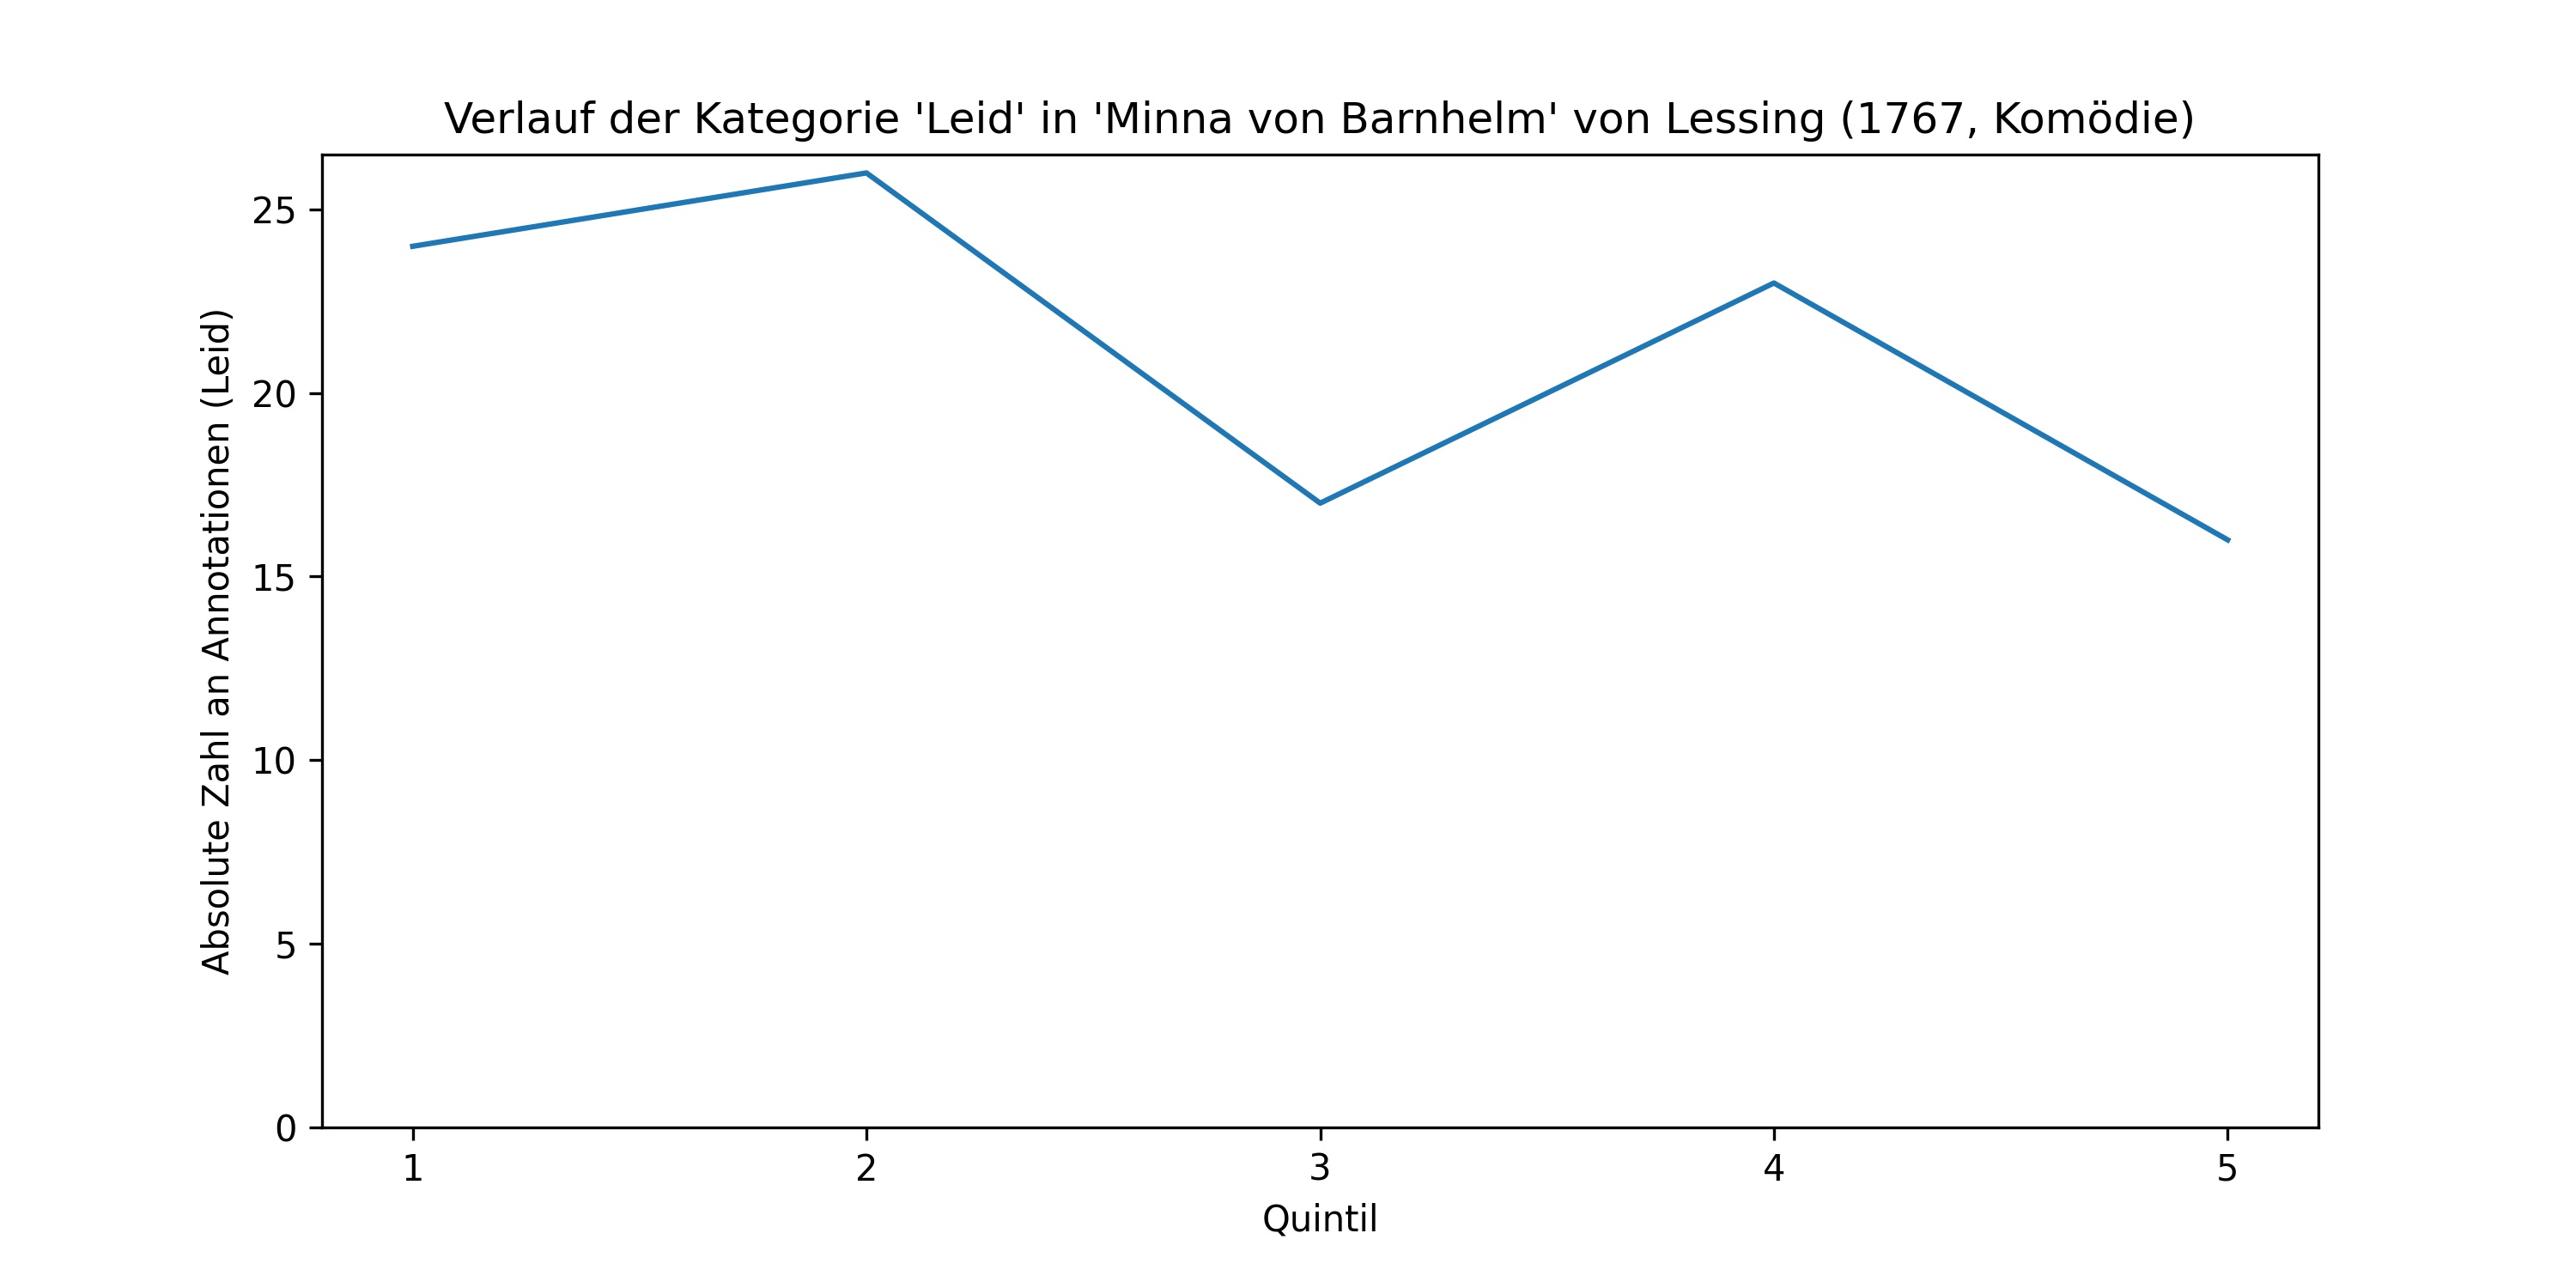 Verlauf der Kategorie 'Leid' in 'Minna von Barnhelm' von Lessing (1767, Komödie)
Absolute Zahl an Annotationen (Leid)
25
20
15
10
5
0
1 2 3 4 5
Quintil